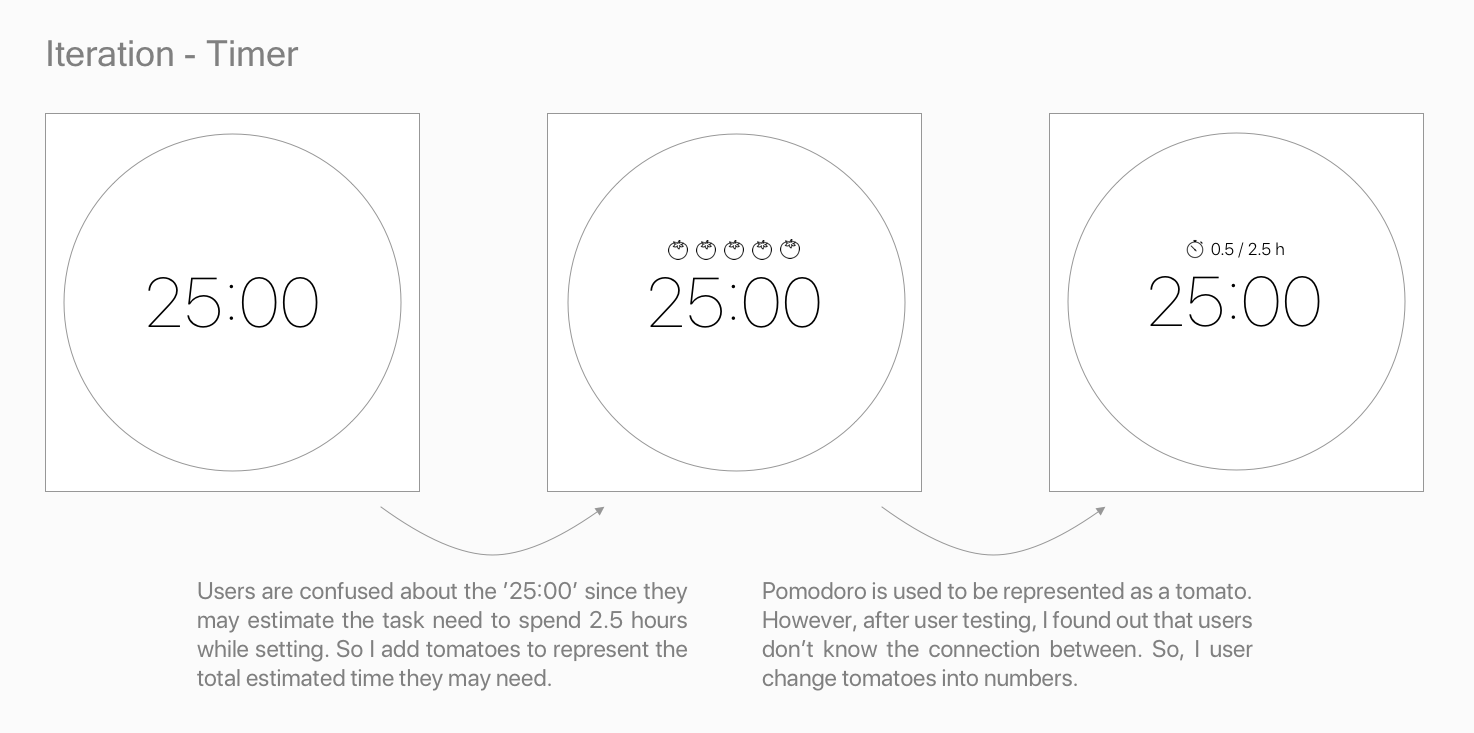 Iteration - Timer
25:00
25:00
0.5 / 2.5 h
25:00
Users are confused about the ’25:00’ since they
may estimate the task need to spend 2.5 hours
while setting. So I add tomatoes to represent the
total estimated time they may need.
Pomodoro is used to be represented as a tomato.
However, after user testing, I found out that users
don’t know the connection between. So, I user
change tomatoes into numbers.